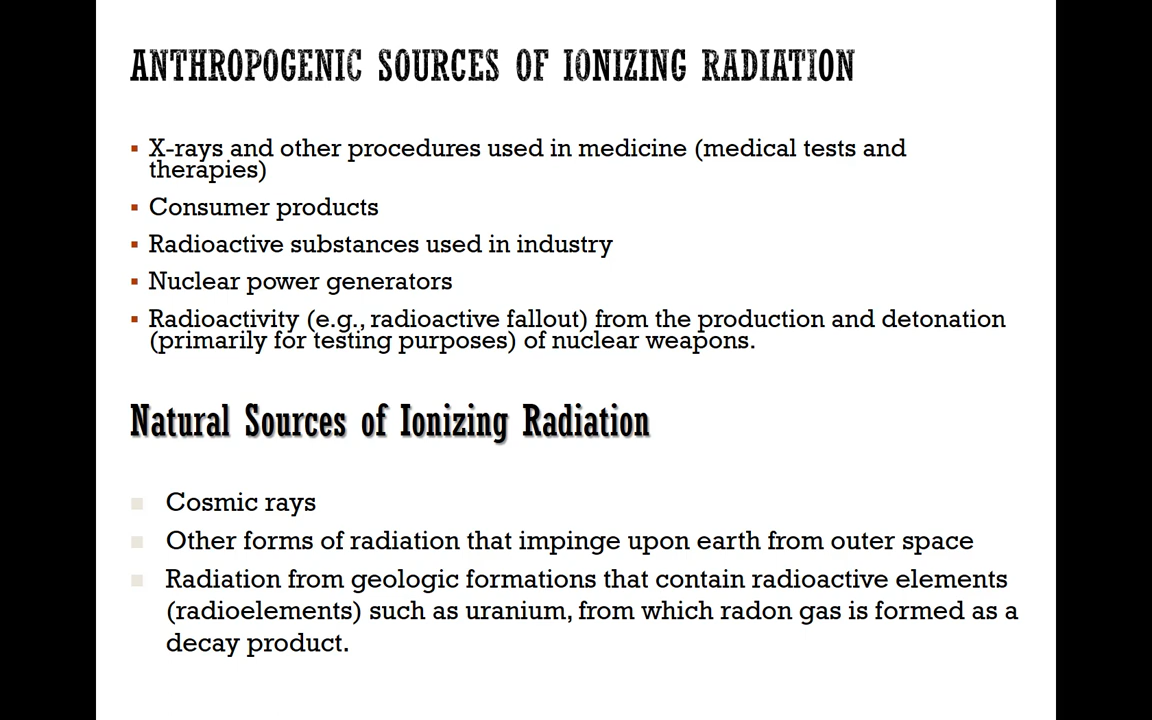 ANTHROPOGENIC SOURCES OF IONIZING RADIATION
▪ X-rays and other procedures used in medicine (medical tests and
therapies)
▪ Consumer products
▪ Radioactive substances used in industry
▪ Nuclear power generators
▪ Radioactivity (e.g., radioactive fallout) from the production and detonation
(primarily for testing purposes) of nuclear weapons.
Natural Sources of Ionizing Radiation
■ Cosmic rays
■ Other forms of radiation that impinge upon earth from outer space
■ Radiation from geologic formations that contain radioactive elements
(radioelements) such as uranium, from which radon gas is formed as a
decay product.